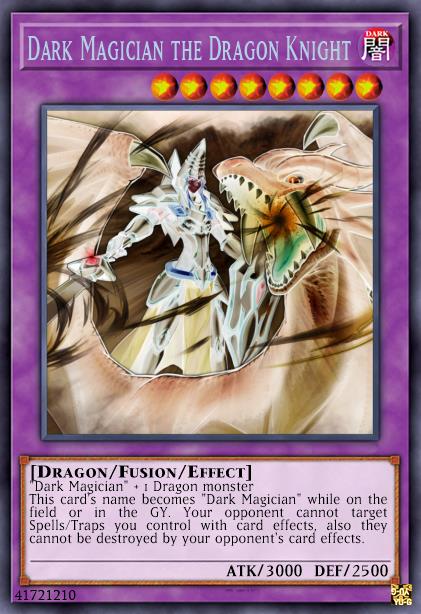 DARK MAGICIAN THE DRAGON KNIGHT
DARK
闇
[DRAGON/FUSION/EFFECT]
"Dark Magician" + 1 Dragon monster
This card's name becomes "Dark Magician" while on the
field or in the GY. Your opponent cannot target
Spells/Traps you control with card effects, also they
cannot be destroyed by your opponent's card effects.
ATK/3000 DEF/2500
41721210